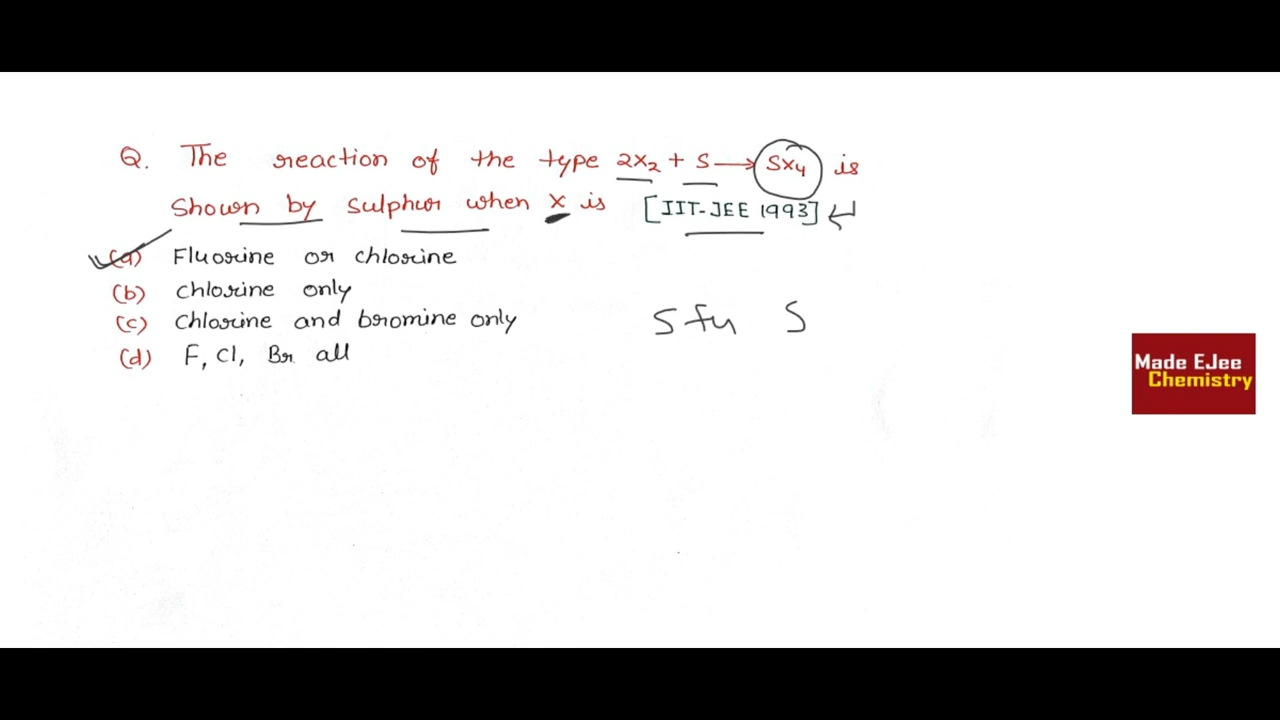 Q. The reaction of the type 2X₂ + S → SX₄ is
Shown by sulphur when X is [IIT-JEE 1993]
(a) Fluorine or chlorine
(b) Chlorine only
(c) Chlorine and bromine only
(d) F, Cl, Br all
Sf4 S
Made EJee
Chemistry